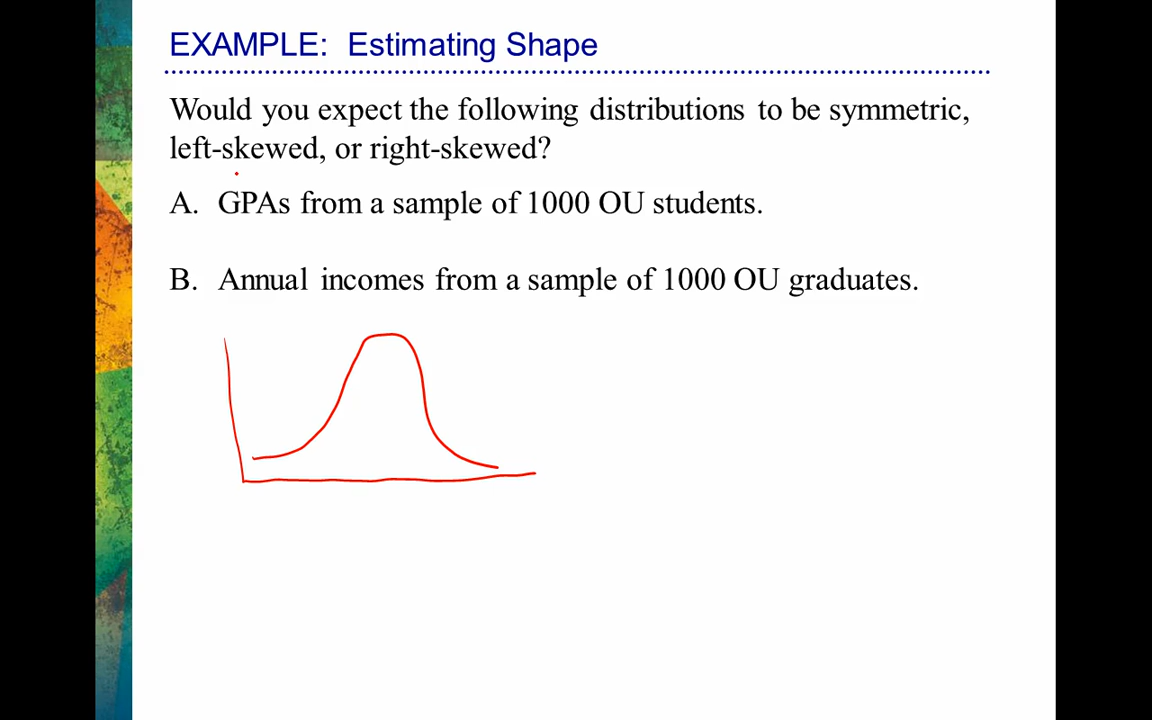 EXAMPLE: Estimating Shape
Would you expect the following distributions to be symmetric,
left-skewed, or right-skewed?
A. GPAs from a sample of 1000 OU students.
B. Annual incomes from a sample of 1000 OU graduates.